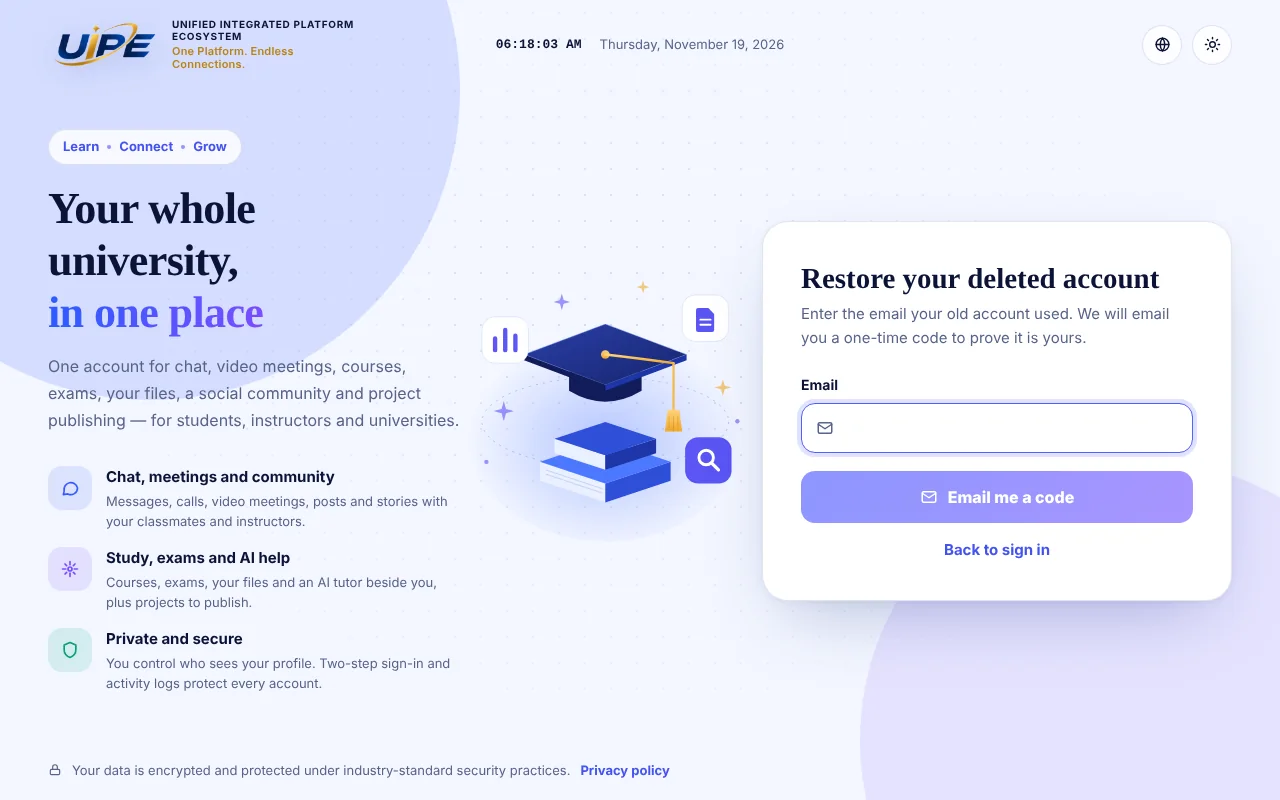 UIPE
UNIFIED INTEGRATED PLATFORM
ECOSYSTEM
One Platform. Endless
Connections.
06:18:03 AM Thursday, November 19, 2026
Learn • Connect • Grow
Your whole
university,
in one place
One account for chat, video meetings, courses,
exams, your files, a social community and project
publishing — for students, instructors and universities.
Chat, meetings and community
Messages, calls, video meetings, posts and stories with
your classmates and instructors.
Study, exams and AI help
Courses, exams, your files and an AI tutor beside you,
plus projects to publish.
Private and secure
You control who sees your profile. Two-step sign-in and
activity logs protect every account.
Restore your deleted account
Enter the email your old account used. We will email
you a one-time code to prove it is yours.
Email
Email me a code
Back to sign in
Your data is encrypted and protected under industry-standard security practices. Privacy policy